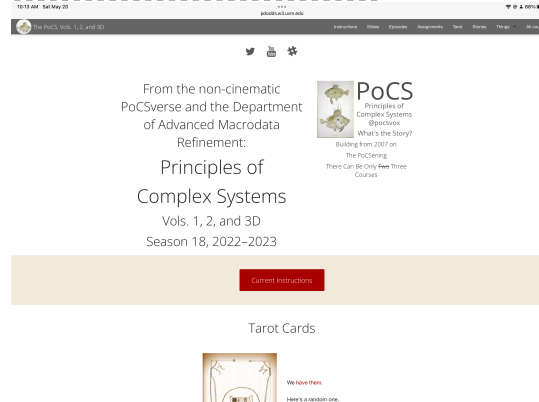 10:13 AM Sat May 20
pdodds.w3.uvm.edu
86%
The PoCS, Vols. 1, 2, and 3D
Instructions Slides Episodes Assignments Tarot Stories Things
From the non-cinematic
PoCSverse and the Department
of Advanced Macrodata
Refinement:
Principles of
Complex Systems
Vols. 1, 2, and 3D
Season 18, 2022–2023
PoCS
Principles of
Complex Systems
@pocsvox
What's the Story?
Building from 2007 on
The PoCSening
There Can Be Only Two Three
Courses
Current Instructions
Tarot Cards
We have them.
Here's a random one.